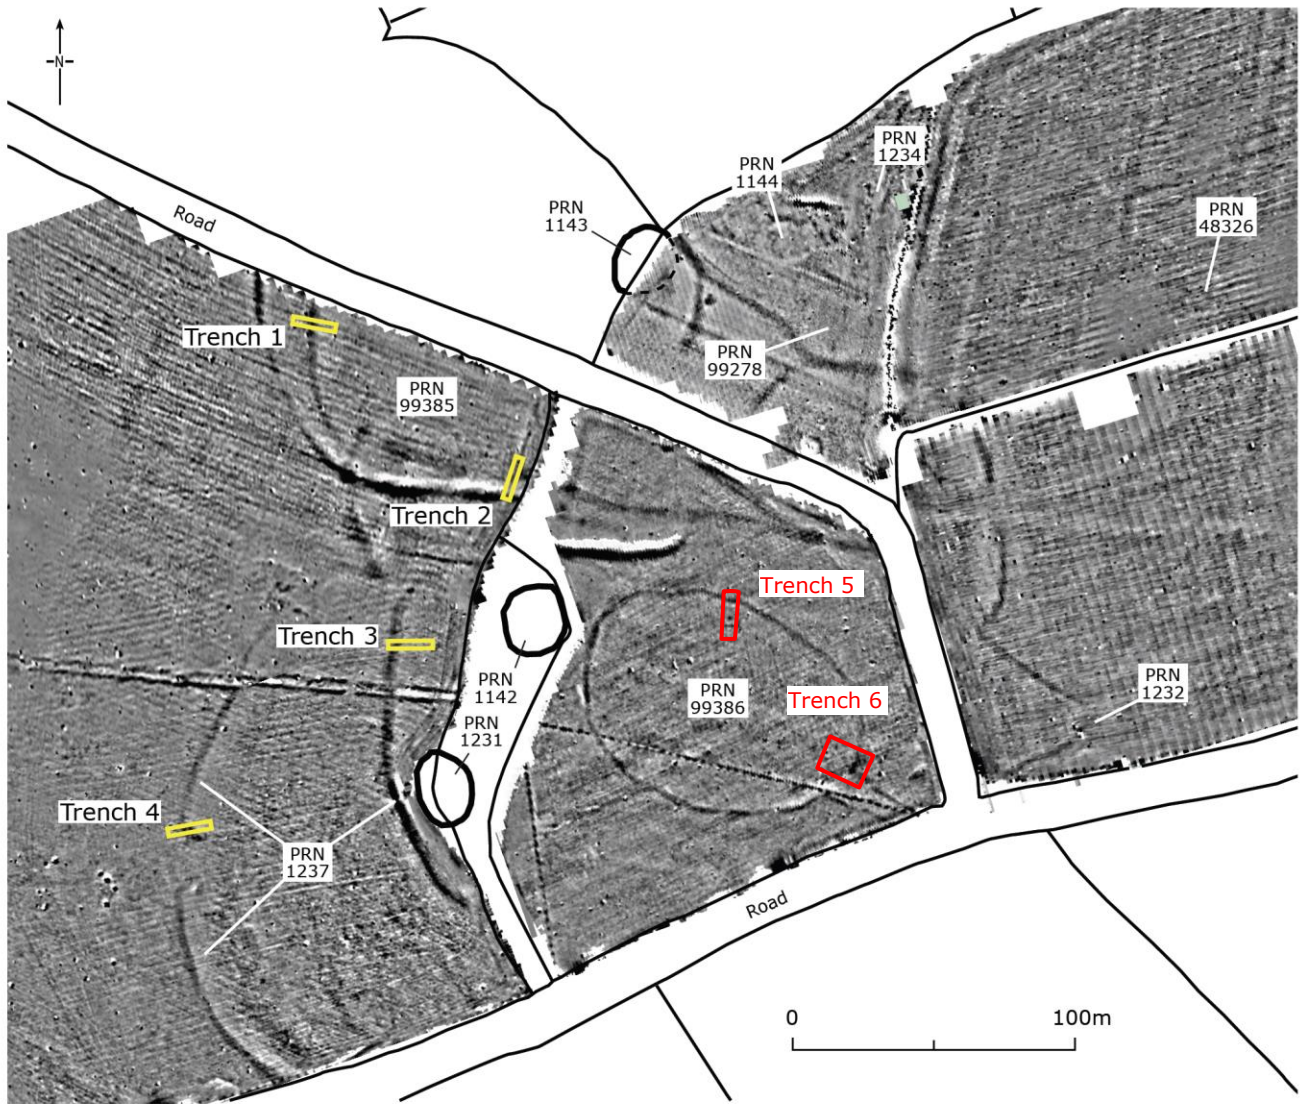 N
PRN
1234
PRN
1144
PRN
48326
PRN
1143
Road
Trench 1
PRN
99278
PRN
99385
Trench 2
Trench 5
Trench 3
PRN
1142
PRN
99386
PRN
1232
Trench 6
PRN
1231
Trench 4
PRN
1237
Road
0 100m